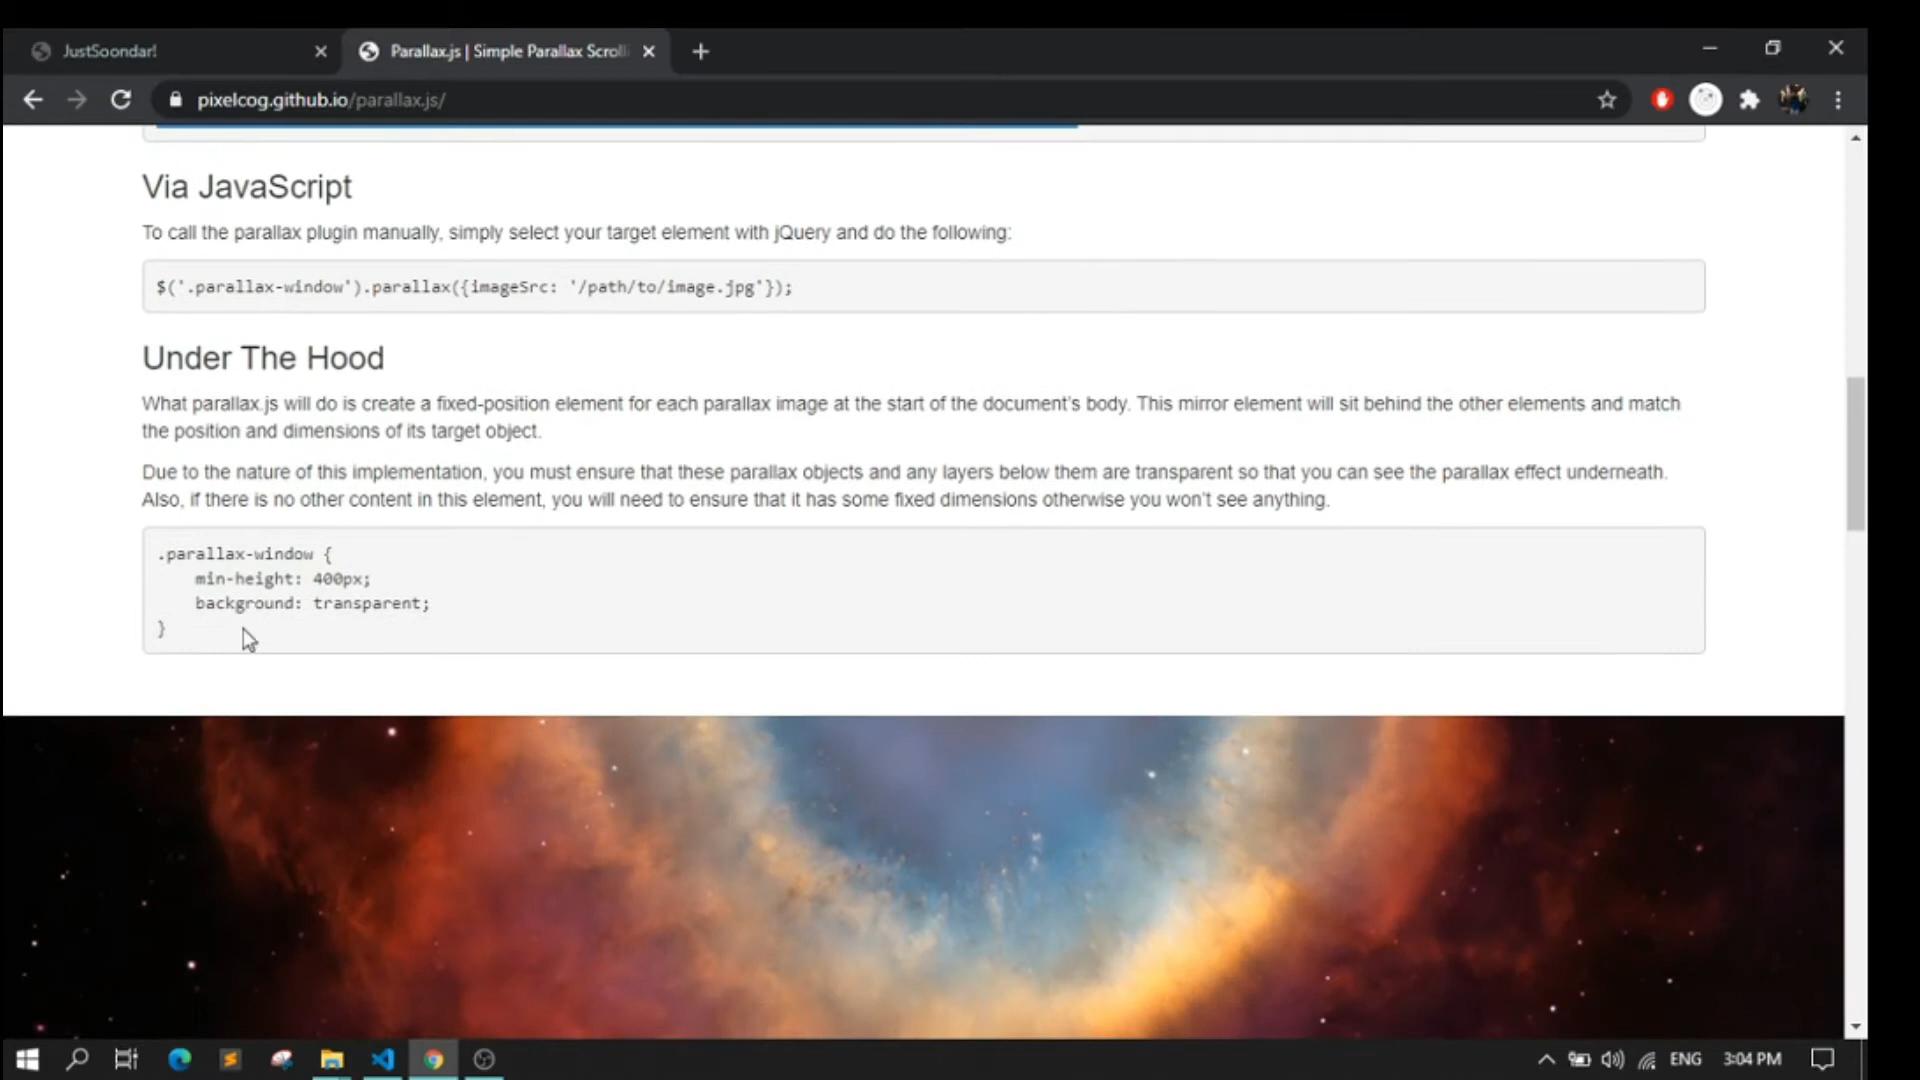 JustSoondar!
Parallax.js | Simple Parallax Scroll
pixelcog.github.io/parallax.js/
Via JavaScript
To call the parallax plugin manually, simply select your target element with jQuery and do the following:
$('.parallax-window').parallax({imageSrc: '/path/to/image.jpg'});
Under The Hood
What parallax.js will do is create a fixed-position element for each parallax image at the start of the document's body. This mirror element will sit behind the other elements and match
the position and dimensions of its target object.
Due to the nature of this implementation, you must ensure that these parallax objects and any layers below them are transparent so that you can see the parallax effect underneath.
Also, if there is no other content in this element, you will need to ensure that it has some fixed dimensions otherwise you won't see anything.
.parallax-window {
    min-height: 400px;
    background: transparent;
}
ENG
3:04 PM